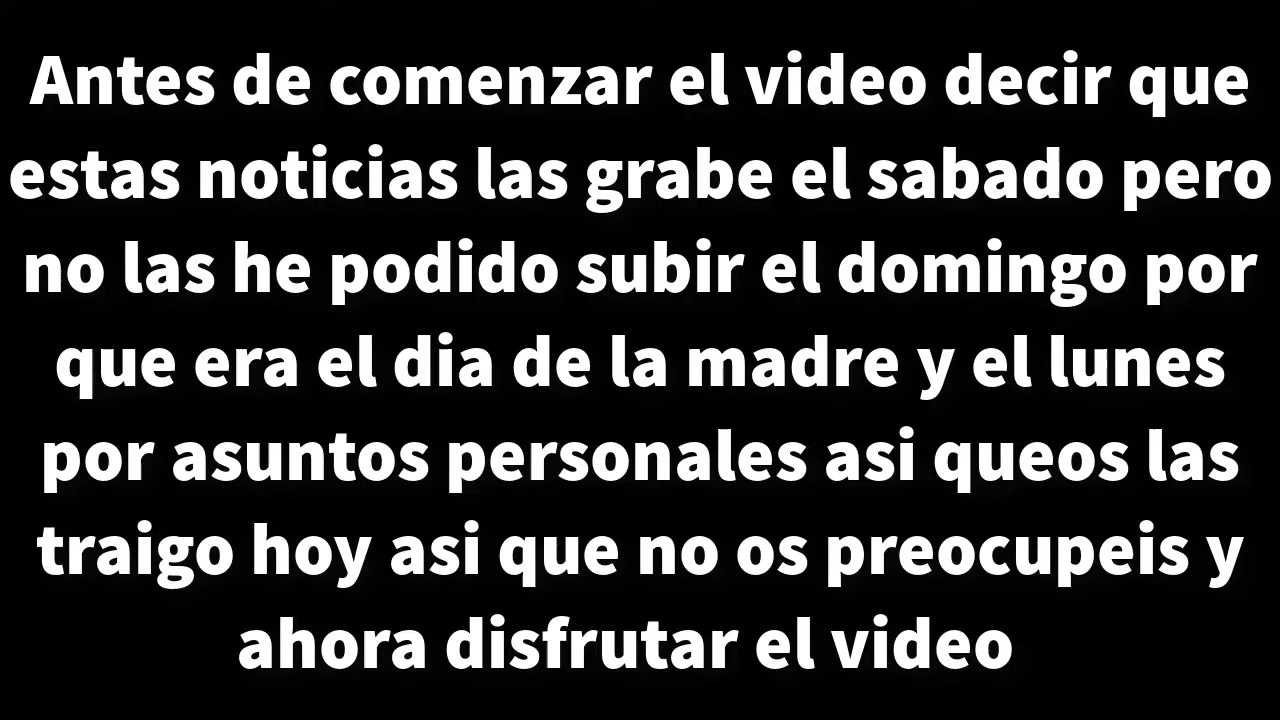 Antes de comenzar el video decir que
estas noticias las grabe el sabado pero
no las he podido subir el domingo por
que era el dia de la madre y el lunes
por asuntos personales asi queos las
traigo hoy asi que no os preocupeis y
ahora disfrutar el video